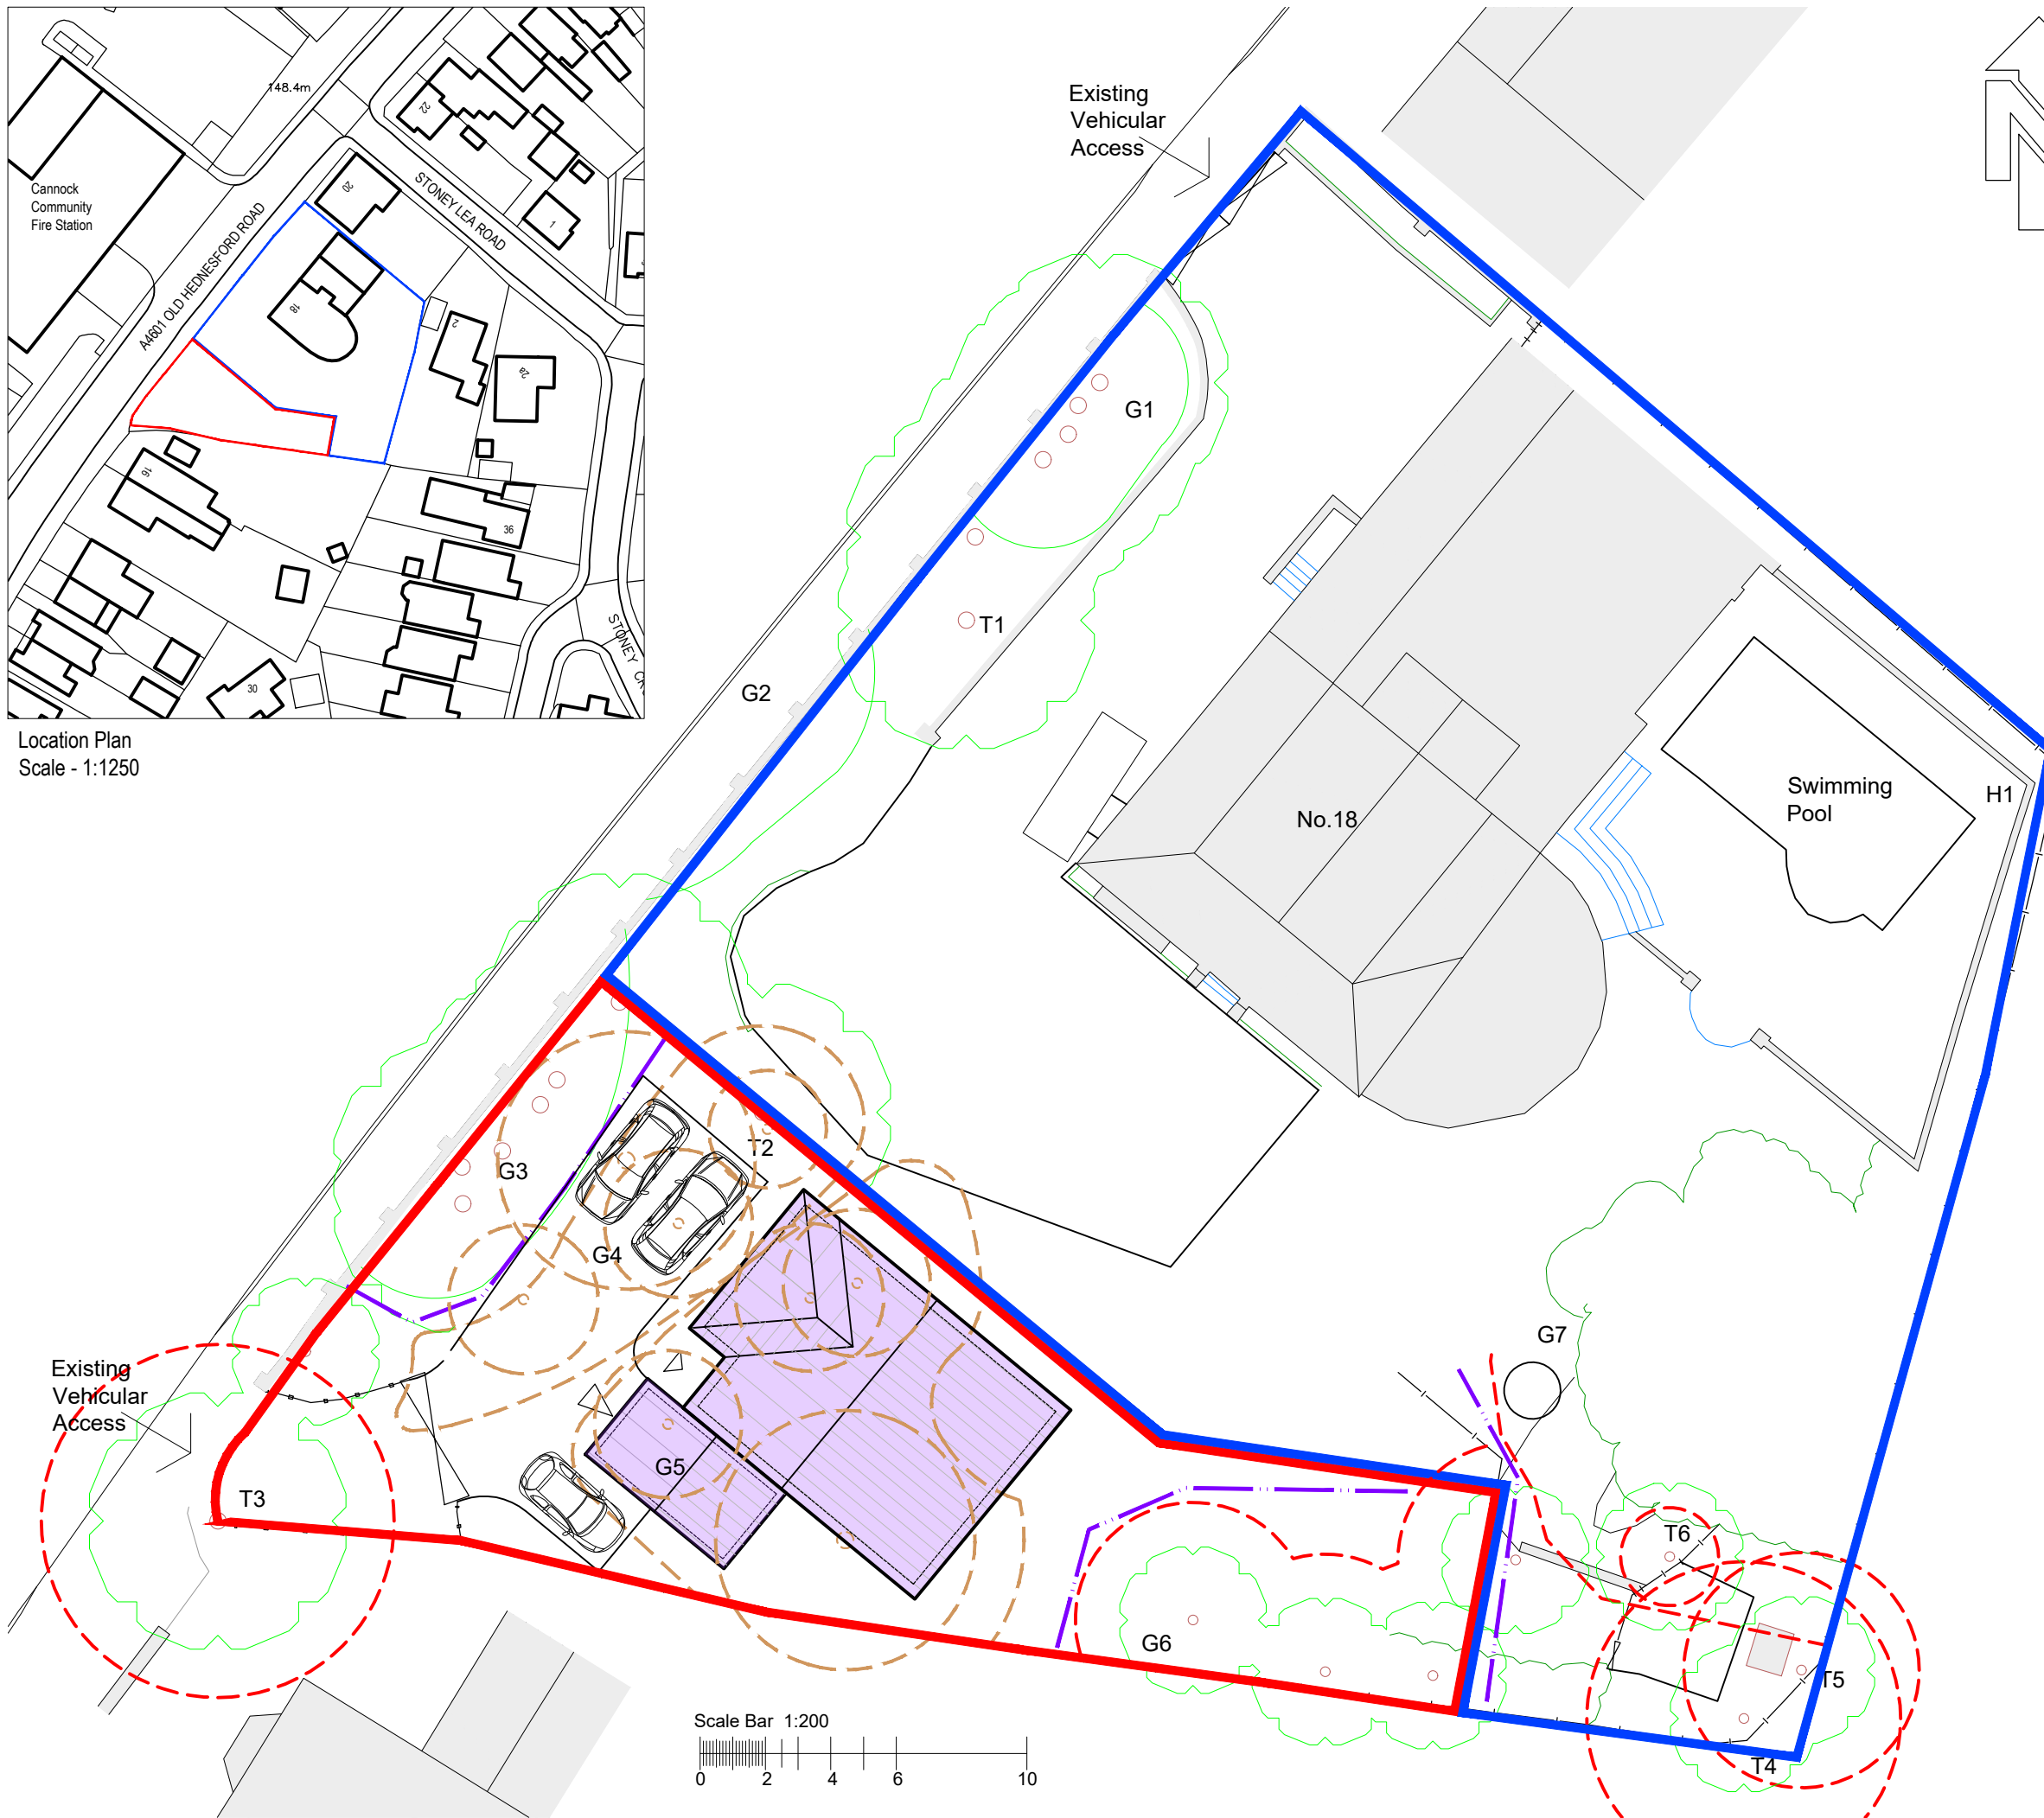 148.4m
22
Cannock
Community
Fire Station
20
STONEY LEA ROAD
1
A4601 OLD HEDNESFORD ROAD
18
2
2a
16
36
30
STONEY
Location Plan
Scale - 1:1250
Existing
Vehicular
Access
G1
T1
G2
No.18
Swimming
Pool
H1
T2
G3
G4
G7
Existing
Vehicular
Access
T3
G5
T6
G6
T5
T4
Scale Bar 1:200
0 2 4 6 10